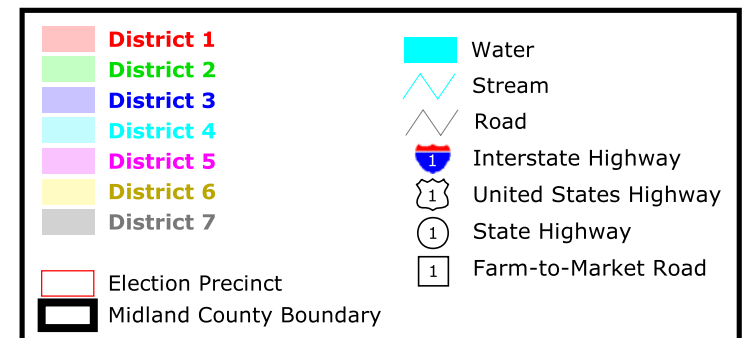 District 1
District 2
District 3
District 4
District 5
District 6
District 7
Election Precinct
Midland County Boundary
Water
Stream
Road
1 Interstate Highway
1 United States Highway
1 State Highway
1 Farm-to-Market Road